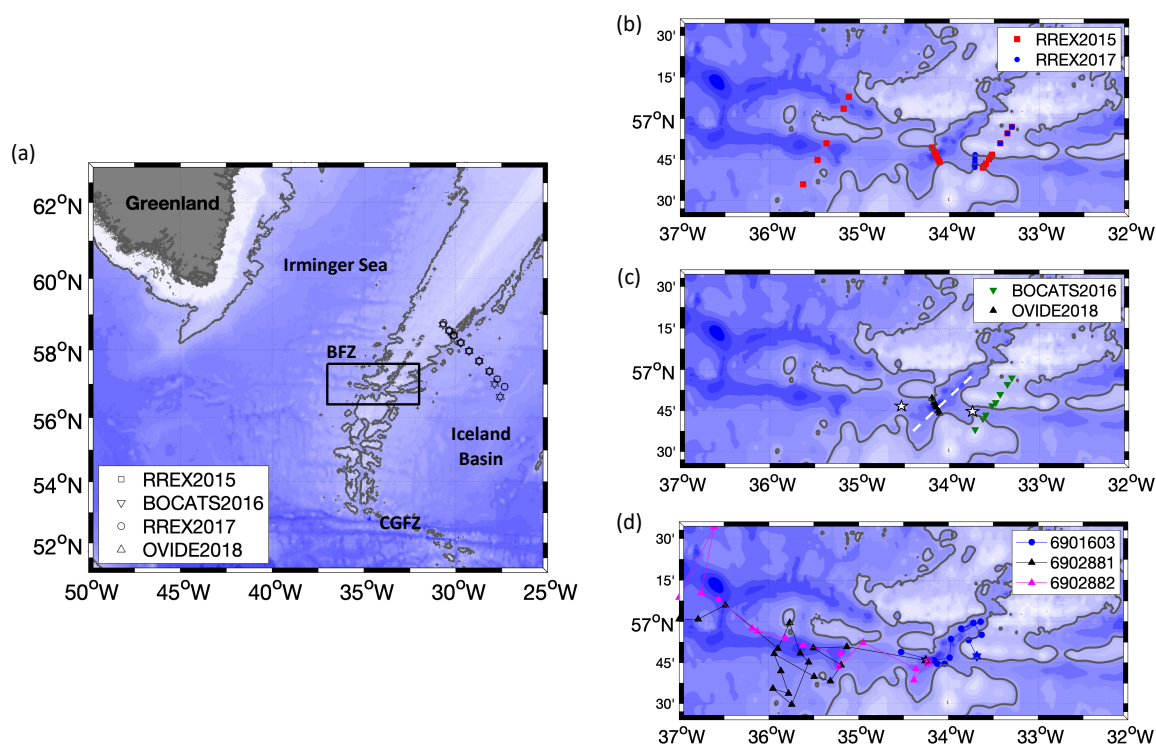 (a)
62°N
60°N
58°N
56°N
54°N
53°N
52°N
50°W
45°W
40°W
35°W
30°W
25°W
Greenland
Irminger Sea
BFZ
Iceland
Basin
CGFZ
RREX2015
BOCATS2016
RREX2017
OVIDE2018
(b)
30'
15'
57°N
45'
30'
37°W
36°W
35°W
34°W
33°W
32°W
RREX2015
RREX2017
(c)
30'
15'
57°N
45'
30'
37°W
36°W
35°W
34°W
33°W
32°W
BOCATS2016
OVIDE2018
(d)
30'
15'
57°N
45'
30'
37°W
36°W
35°W
34°W
33°W
32°W
6901603
6902881
6902882